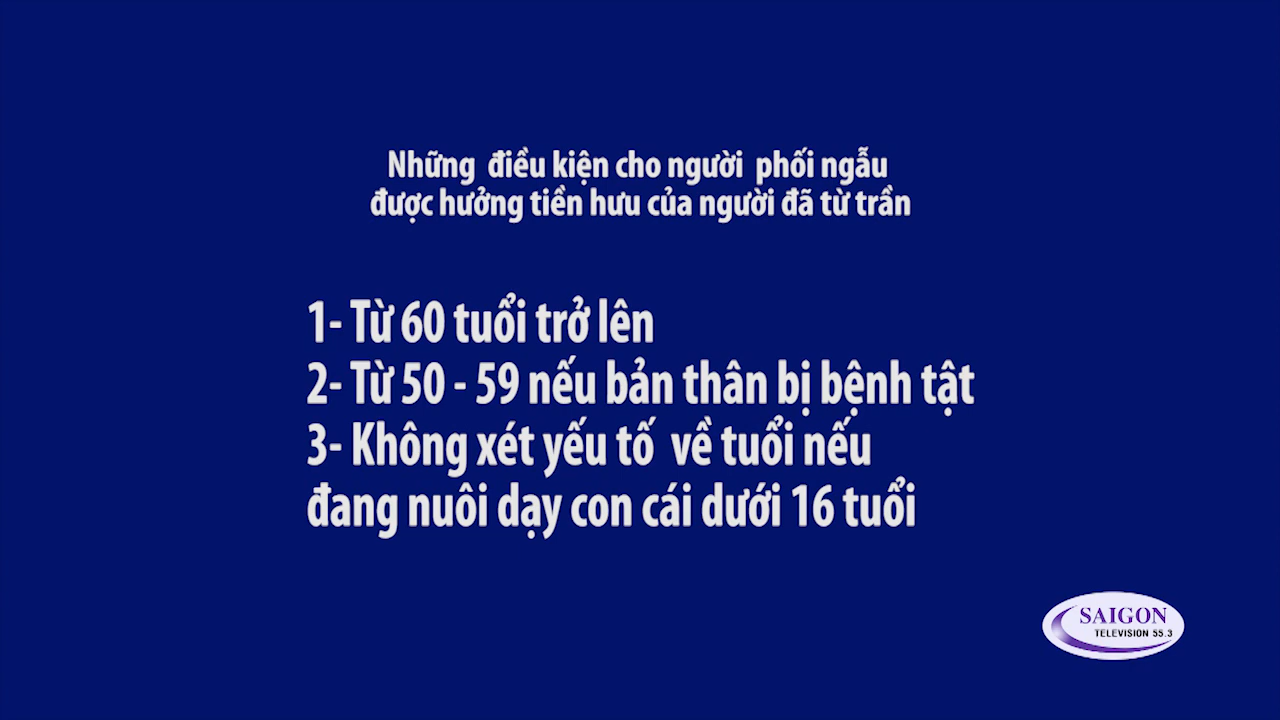 Những điều kiện cho người phối ngẫu
được hưởng tiền hưu của người đã từ trần
1- Từ 60 tuổi trở lên
2- Từ 50 - 59 nếu bản thân bị bệnh tật
3- Không xét yếu tố về tuổi nếu
đang nuôi dạy con cái dưới 16 tuổi
SAIGON
TELEVISION 55.3